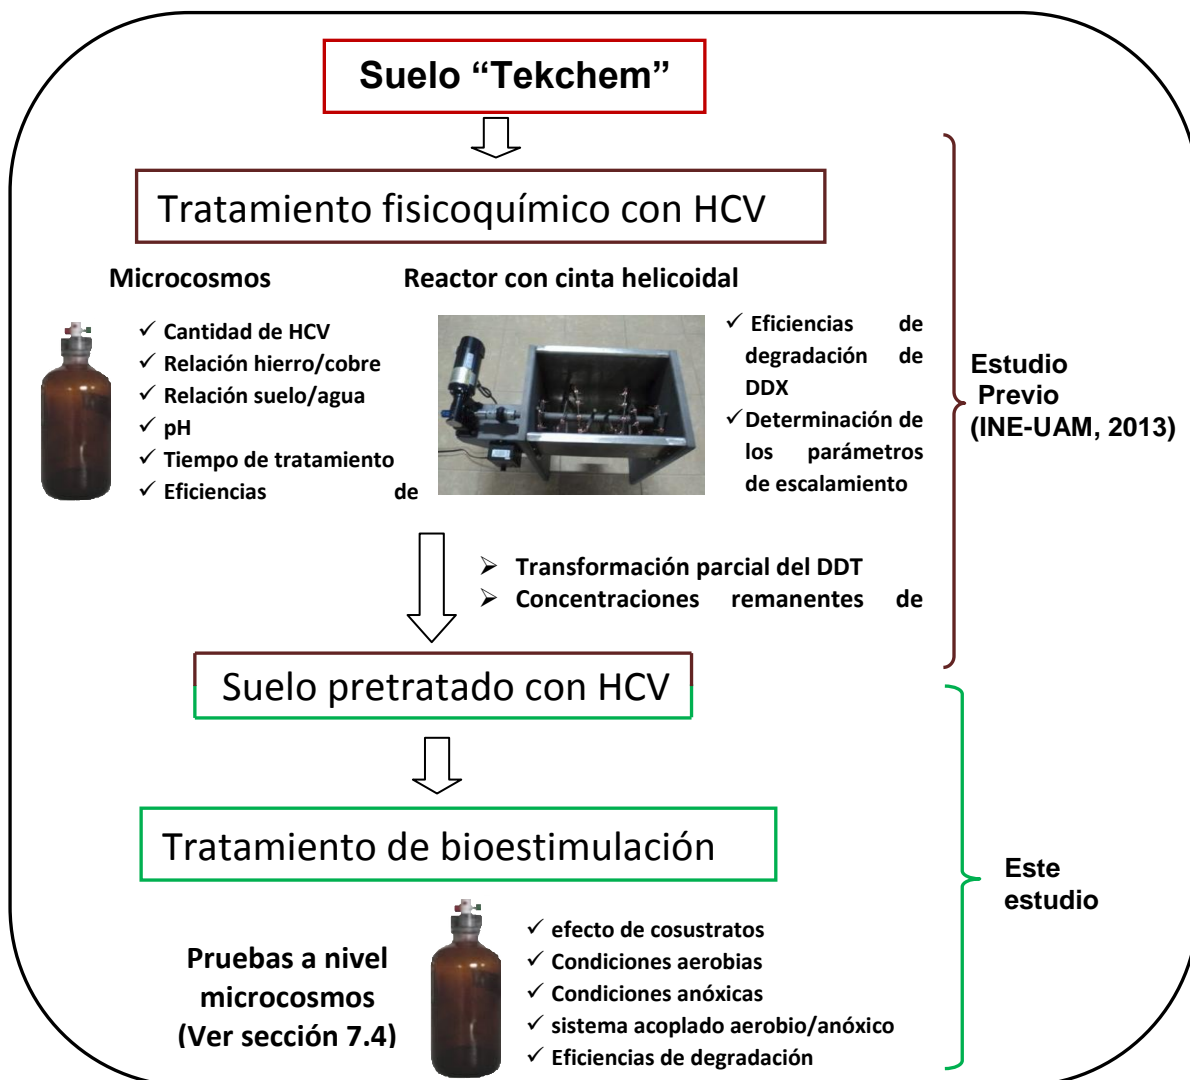 Suelo “Tekchem”
Tratamiento fisicoquímico con HCV
Microcosmos
✓ Cantidad de HCV
✓ Relación hierro/cobre
✓ Relación suelo/agua
✓ pH
✓ Tiempo de tratamiento
✓ Eficiencias de
Reactor con cinta helicoidal
✓ Eficiencias de
degradación de
DDX
✓ Determinación de
los parámetros
de escalamiento
Estudio
Previo
(INE-UAM, 2013)
➢ Transformación parcial del DDT
➢ Concentraciones remanentes de
Suelo pretratado con HCV
Tratamiento de bioestimulación
Pruebas a nivel
microcosmos
(Ver sección 7.4)
✓ efecto de cosustratos
✓ Condiciones aerobias
✓ Condiciones anóxicas
✓ sistema acoplado aerobio/anóxico
✓ Eficiencias de degradación
Este
estudio